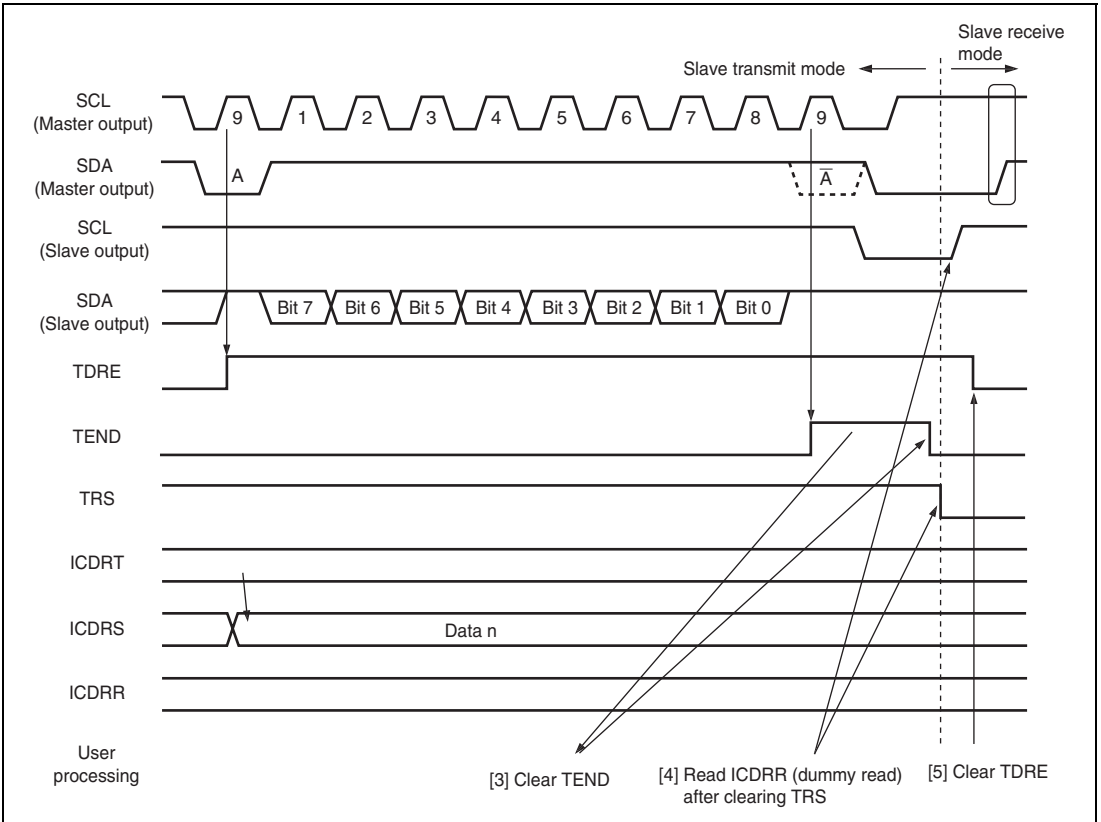 Slave receive
mode
Slave transmit mode
SCL
(Master output)
9 1 2 3 4 5 6 7 8 9
SDA
(Master output)
A A̅
SCL
(Slave output)
SDA
(Slave output)
Bit 7 Bit 6 Bit 5 Bit 4 Bit 3 Bit 2 Bit 1 Bit 0
TDRE
TEND
TRS
ICDRT
ICDRS
Data n
ICDRR
User
processing
[3] Clear TEND
[4] Read ICDRR (dummy read)
after clearing TRS
[5] Clear TDRE